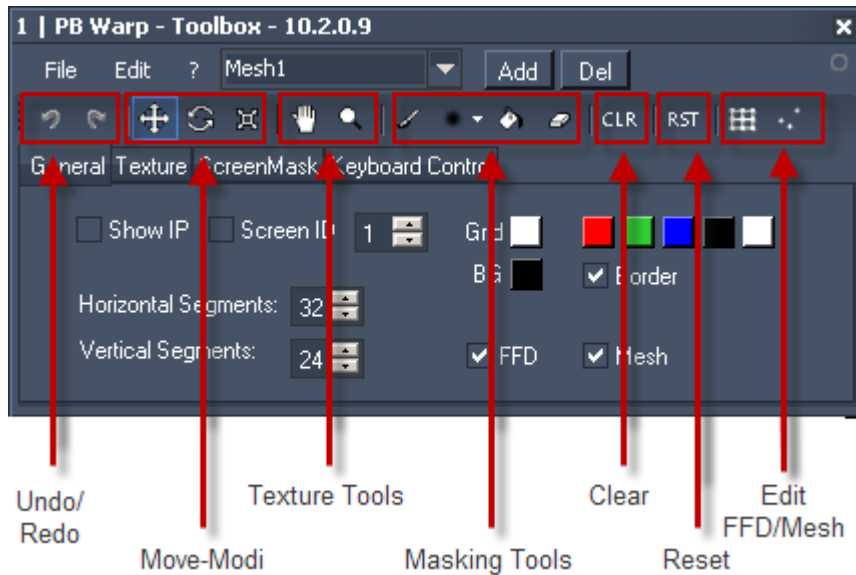 1 | PB Warp - Toolbox - 10.2.0.9
File Edit ? Mesh1 Add Del
CLR RST
General Texture ScreenMask Keyboard Control
Show IP Screen ID 1 Grid
BG Border
Horizontal Segments: 32
Vertical Segments: 24 FFD Mesh
Undo/
Redo
Move-Modi
Texture Tools
Masking Tools
Clear
Reset
Edit
FFD/Mesh